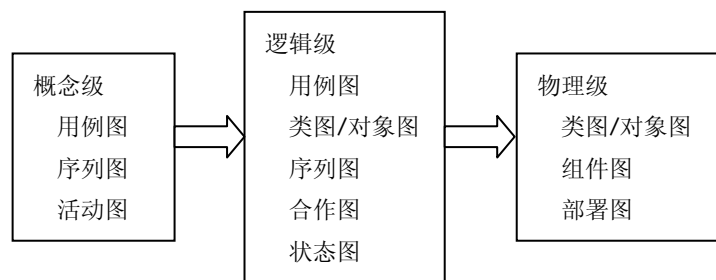 概念级
用例图
序列图
活动图
逻辑级
用例图
类图/对象图
序列图
合作图
状态图
物理级
类图/对象图
组件图
部署图